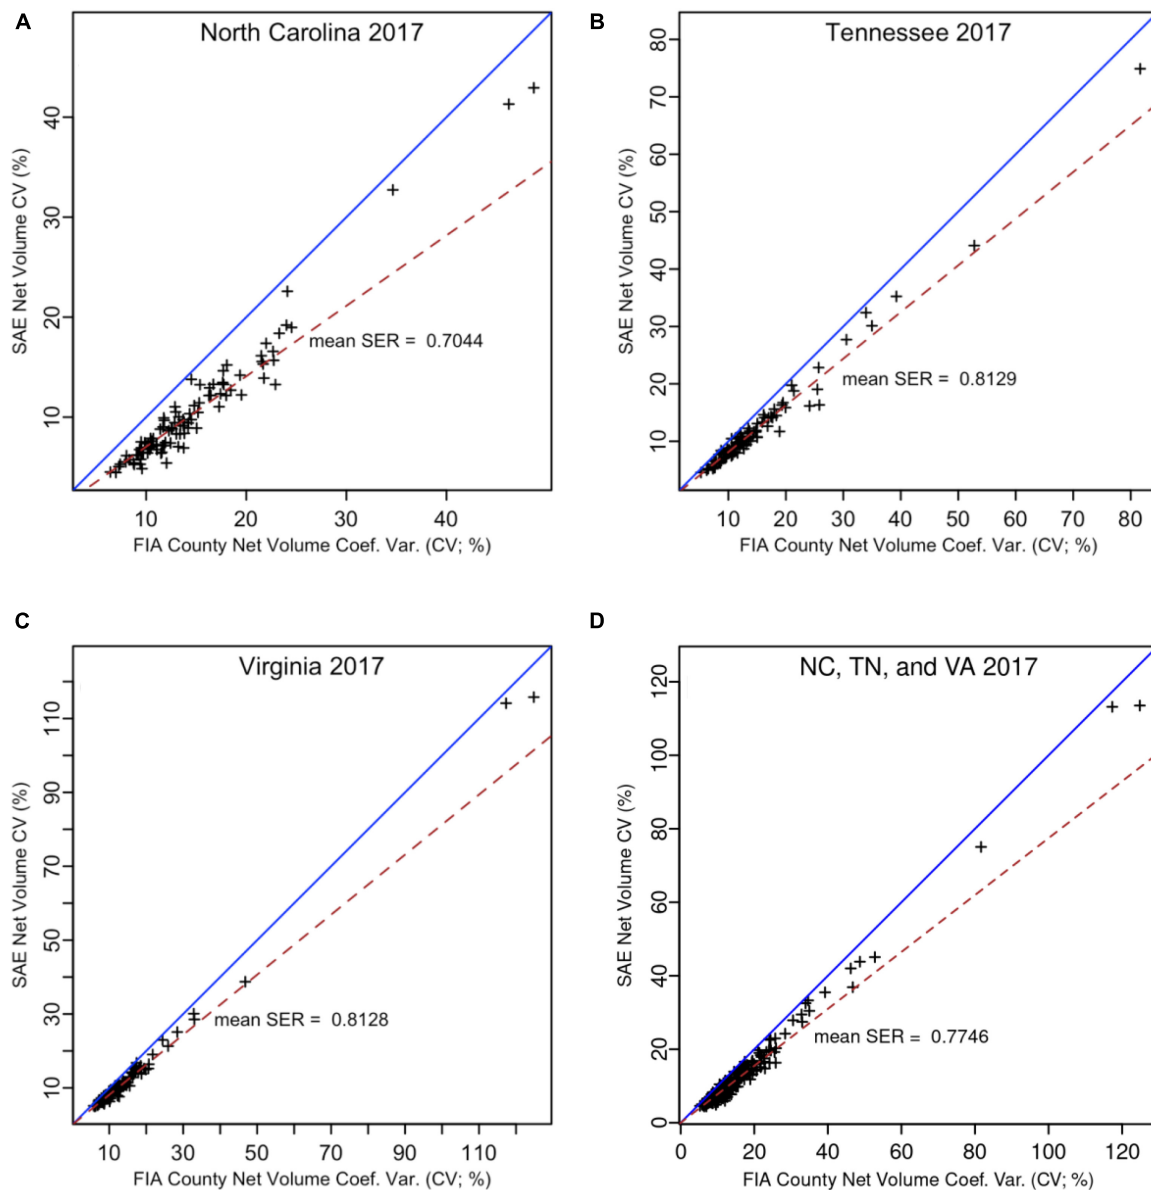 A
North Carolina 2017
SAE Net Volume CV (%)
40
30
20
10
mean SER = 0.7044
10 20 30 40
FIA County Net Volume Coef. Var. (CV; %)
B
Tennessee 2017
SAE Net Volume CV (%)
80
70
60
50
40
30
20
10
mean SER = 0.8129
10 20 30 40 50 60 70 80
FIA County Net Volume Coef. Var. (CV; %)
C
Virginia 2017
SAE Net Volume CV (%)
110
90
70
50
30
10
mean SER = 0.8128
10 30 50 70 90 110
FIA County Net Volume Coef. Var. (CV; %)
D
NC, TN, and VA 2017
SAE Net Volume CV (%)
120
100
80
60
40
20
0
mean SER = 0.7746
0 20 40 60 80 100 120
FIA County Net Volume Coef. Var. (CV; %)